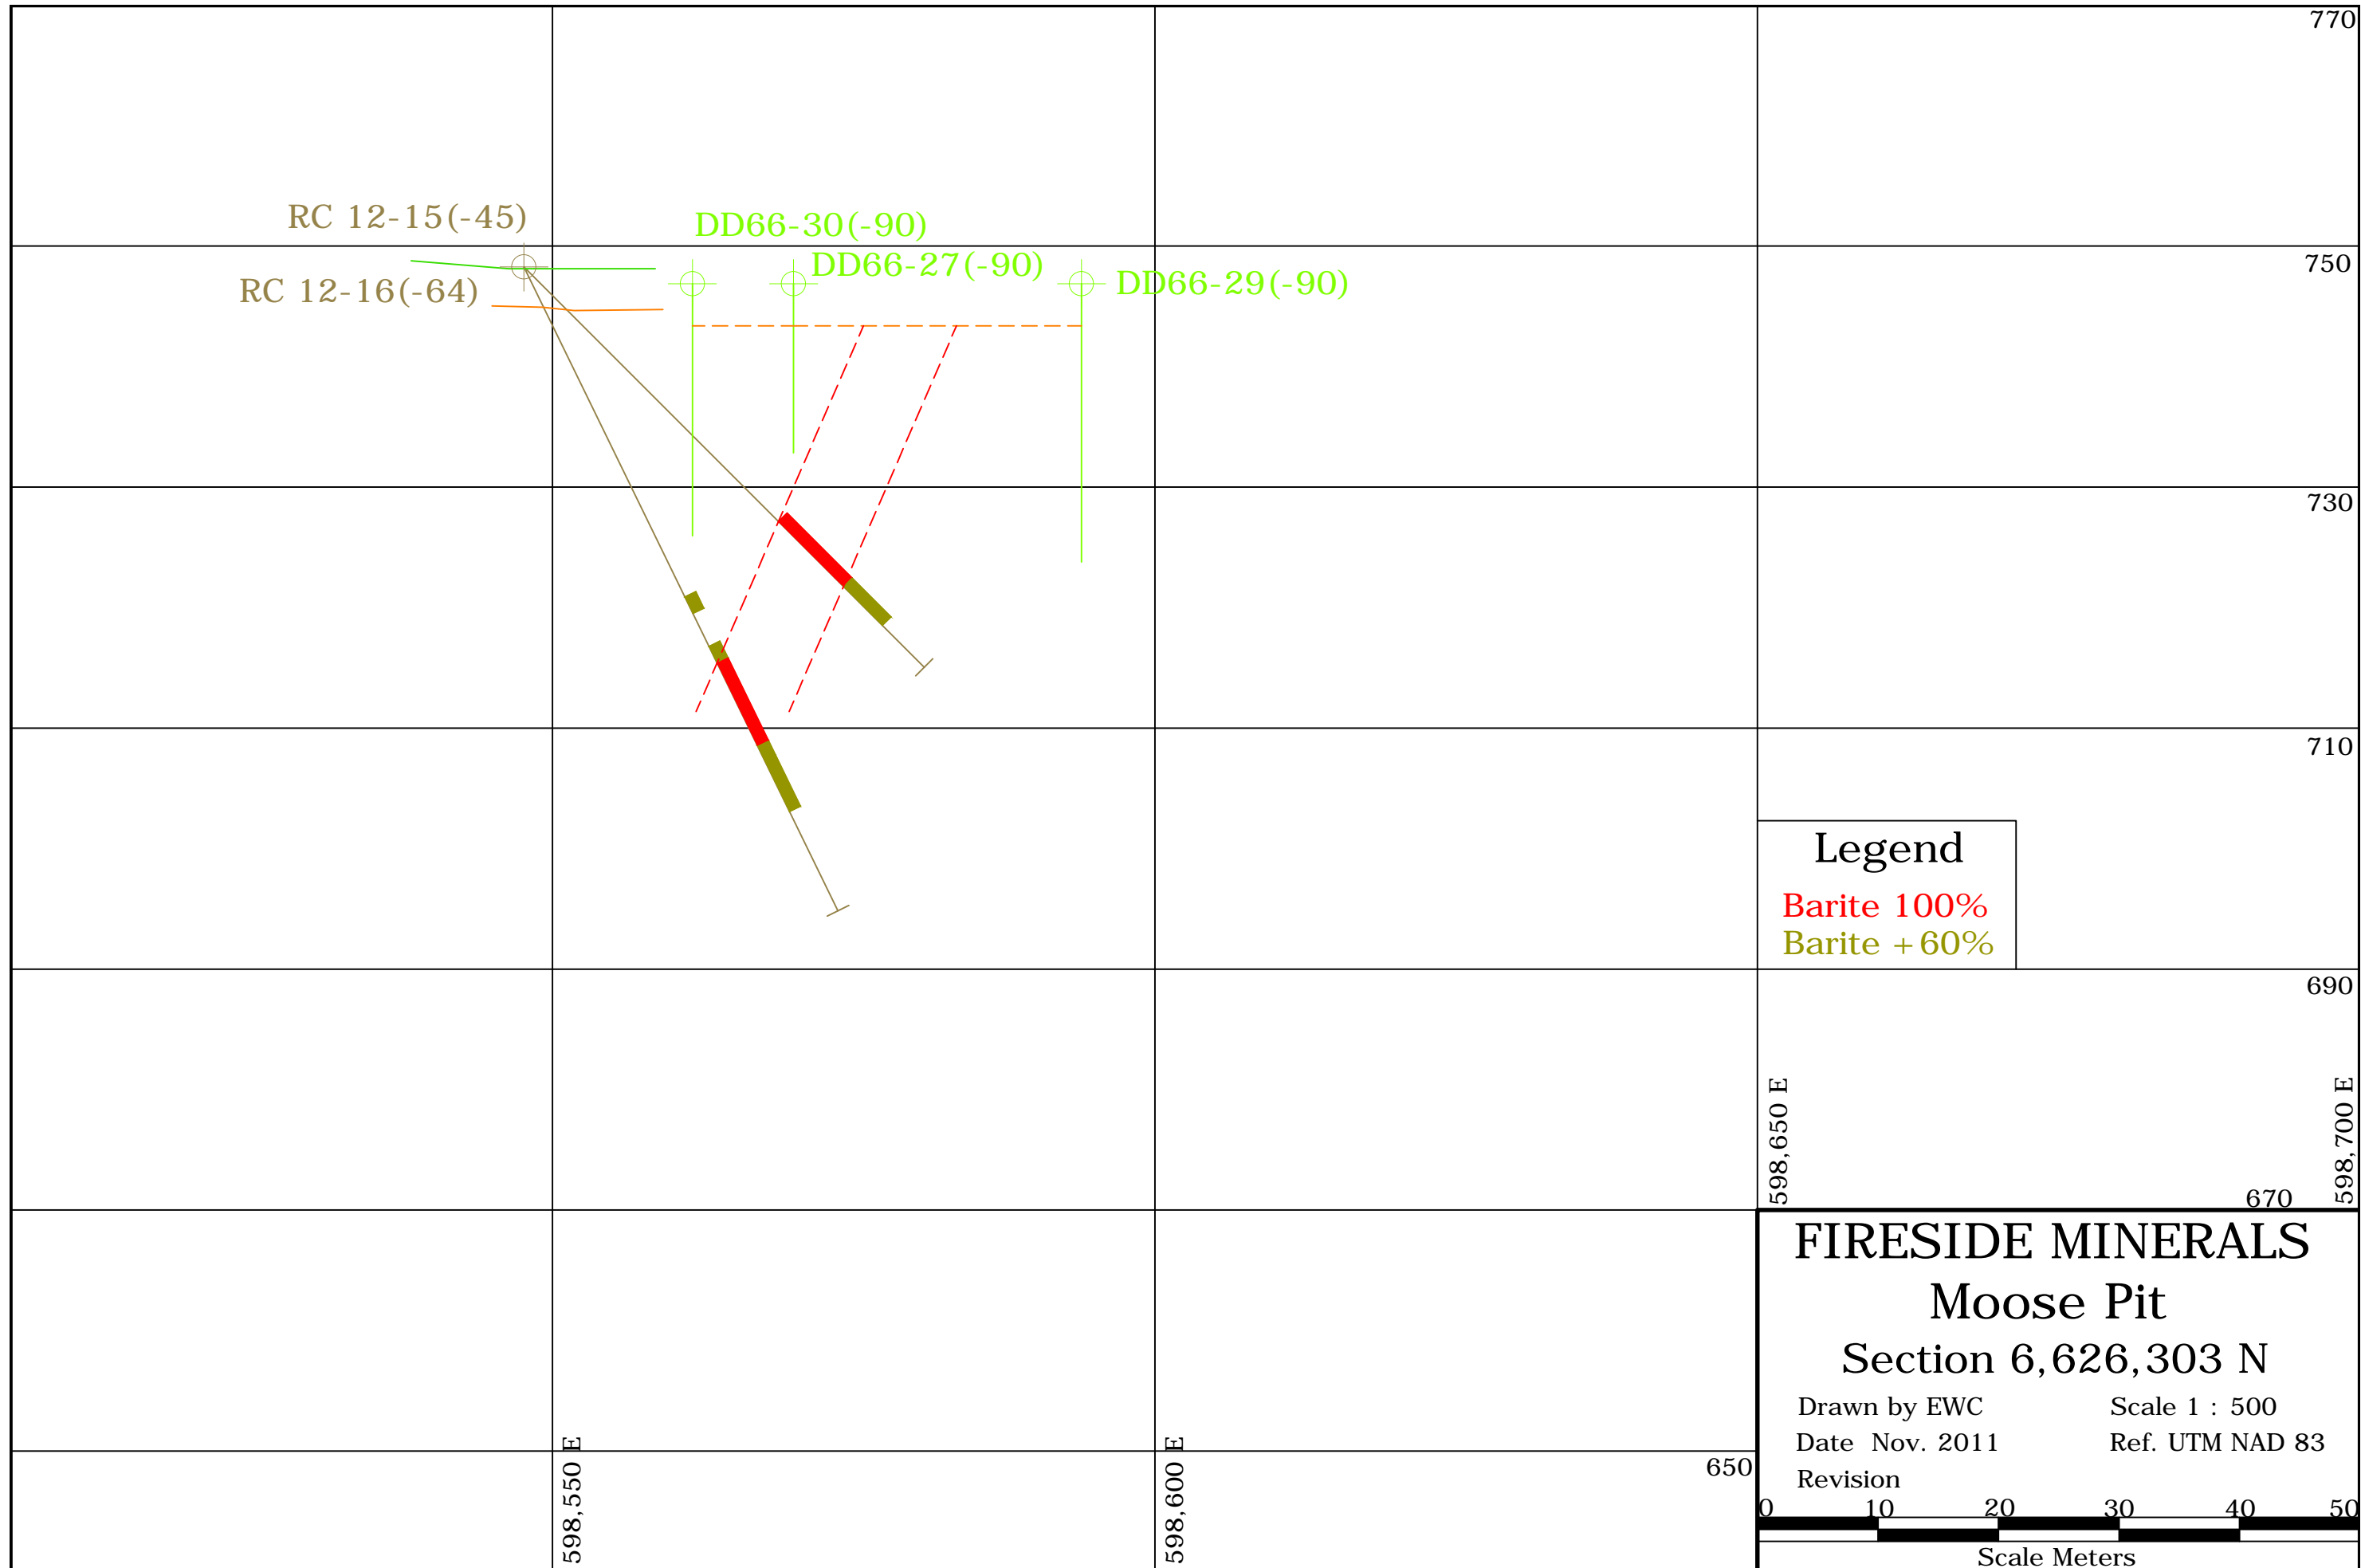 770
RC 12-15(-45)
DD66-30(-90)
750
DD66-27(-90)
DD66-29(-90)
RC 12-16(-64)
730
710
Legend
Barite 100%
Barite +60%
690
598,650 E
598,700 E
670
FIRESIDE MINERALS
Moose Pit
Section 6,626,303 N
Drawn by EWC
Scale 1 : 500
Date Nov. 2011
Ref. UTM NAD 83
Revision
650
598,550 E
598,600 E
0 10 20 30 40 50
Scale Meters